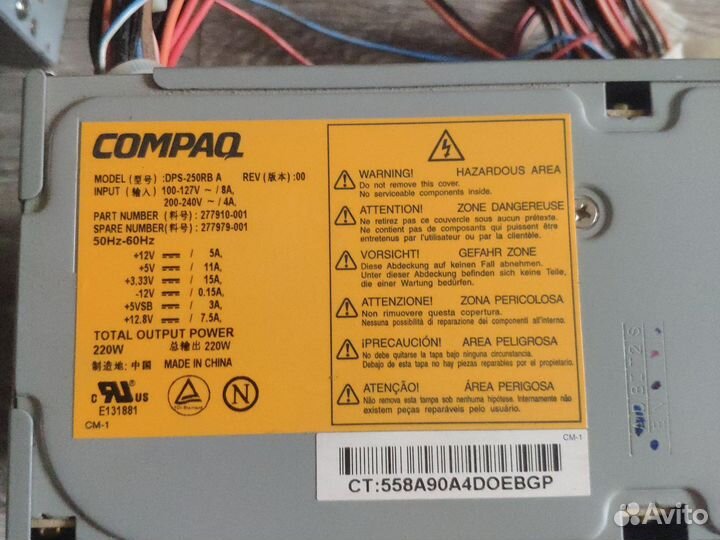 COMPAQ
MODEL (型号) :DPS-250RB A REV (版本) :00
INPUT (输入) 100-127V ~ / 8A,
200-240V ~ / 4A,
PART NUMBER (料号) : 277910-001
SPARE NUMBER (料号) : 277979-001
50Hz-60Hz
+12V / 5A,
+5V / 11A,
+3.33V / 15A,
-12V / 0.15A,
+5VSB / 3A,
+12.8V / 7.5A,
TOTAL OUTPUT POWER
220W 总输出 220W
制造地: 中国 MADE IN CHINA
C US
E131881
CM-1
WARNING! HAZARDOUS AREA
Do not remove this cover.
No serviceable components inside.
ATTENTION! ZONE DANGEREUSE
Ne retirez pas ce couvercle sous aucun prétexte.
Ne contient pas de composants qui puissent être
entretenus par l'utilisateur ou par la clientèle.
VORSICHT! GEFAHR ZONE
Diese Abdeckung auf keinen Fall abnehmen.
Unter dieser Abdeckung befinden sich keine Teile,
die einer Wartung bedürfen.
ATTENZIONE! ZONA PERICOLOSA
Non rimuovere questa copertura.
Nessuna possibilità di reparazione dei componenti all'interno.
¡PRECAUCIÓN! AREA PELIGROSA
No debe quitarse la tapa bajo ninguna circunstancia.
Debajo de esta tapa no hay piezas reparables por el propietario.
ATENÇÃO! ÁREA PERIGOSA
Não remova esta tampa sob nenhuma hipótese. Internamente não
existem peças reparáveis pelo usuário.
CM-1
CT:558A90A4DOEBGP
Avito